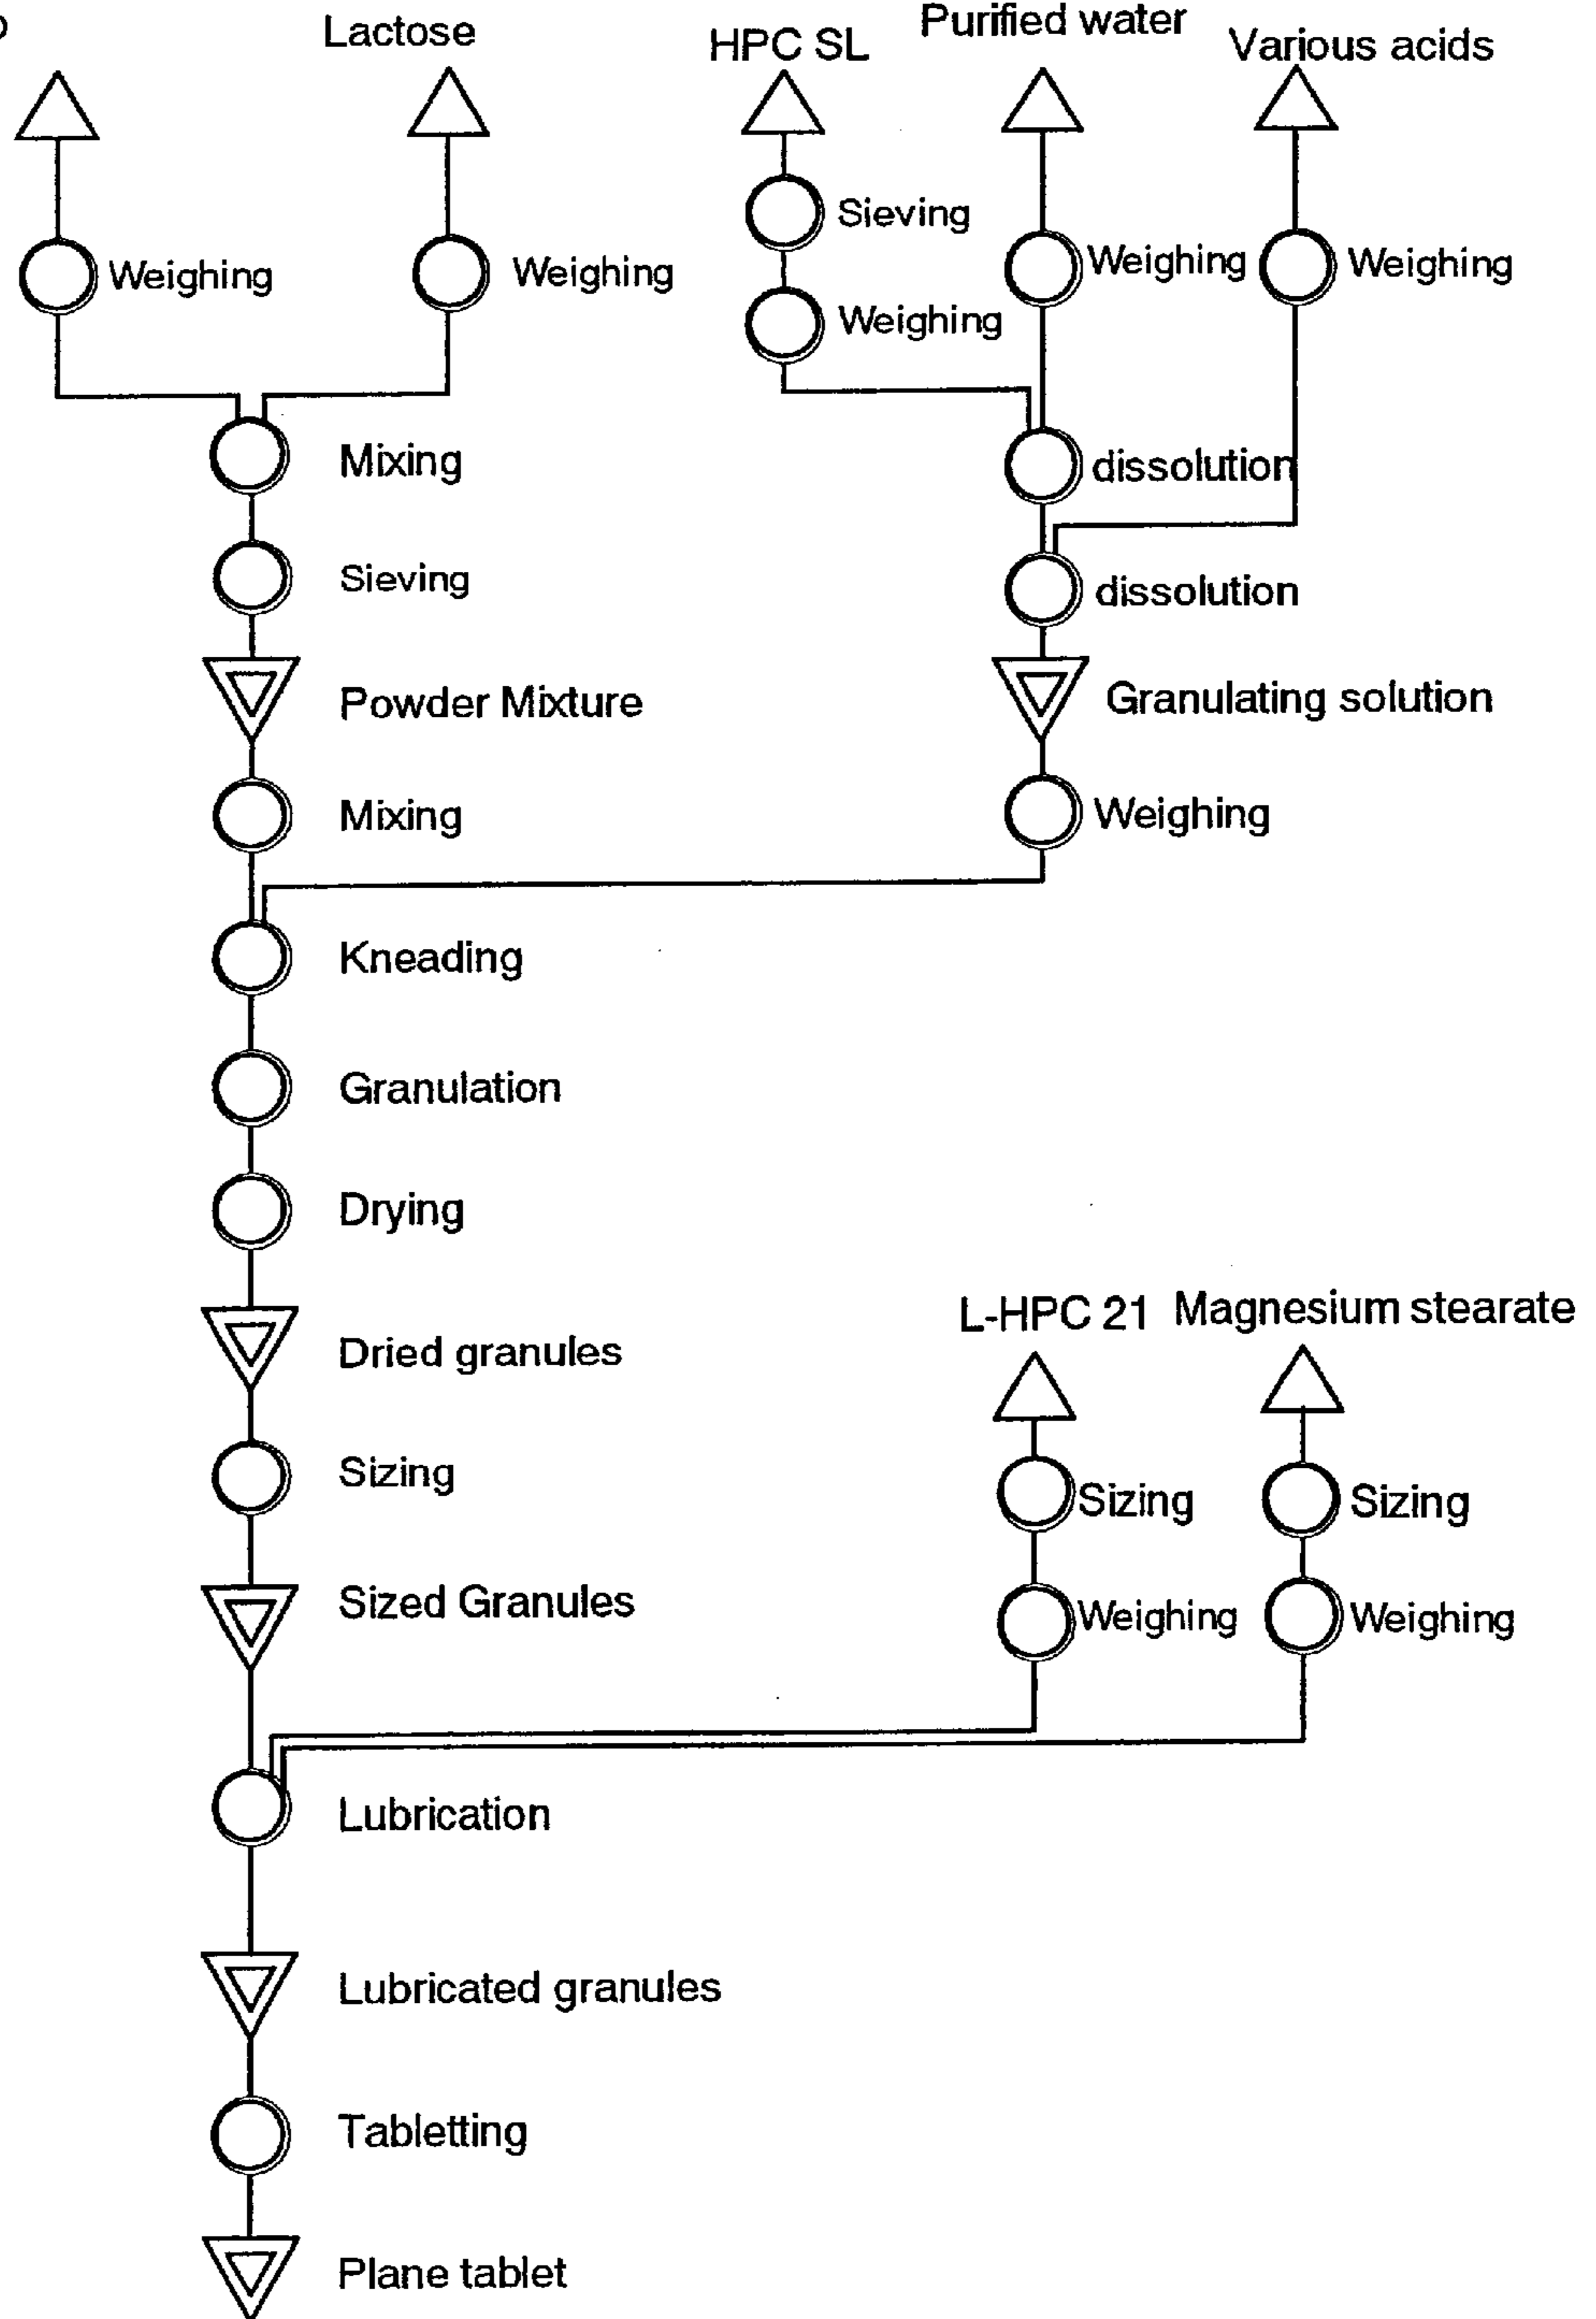 Lactose
HPC SL
Purified water
Various acids
Weighing
Weighing
Sieving
Weighing
Weighing
Weighing
Mixing
dissolution
Sieving
dissolution
Powder Mixture
Granulating solution
Mixing
Weighing
Kneading
Granulation
Drying
L-HPC 21
Magnesium stearate
Dried granules
Sizing
Sizing
Sizing
Sized Granules
Weighing
Weighing
Lubrication
Lubricated granules
Tabletting
Plane tablet